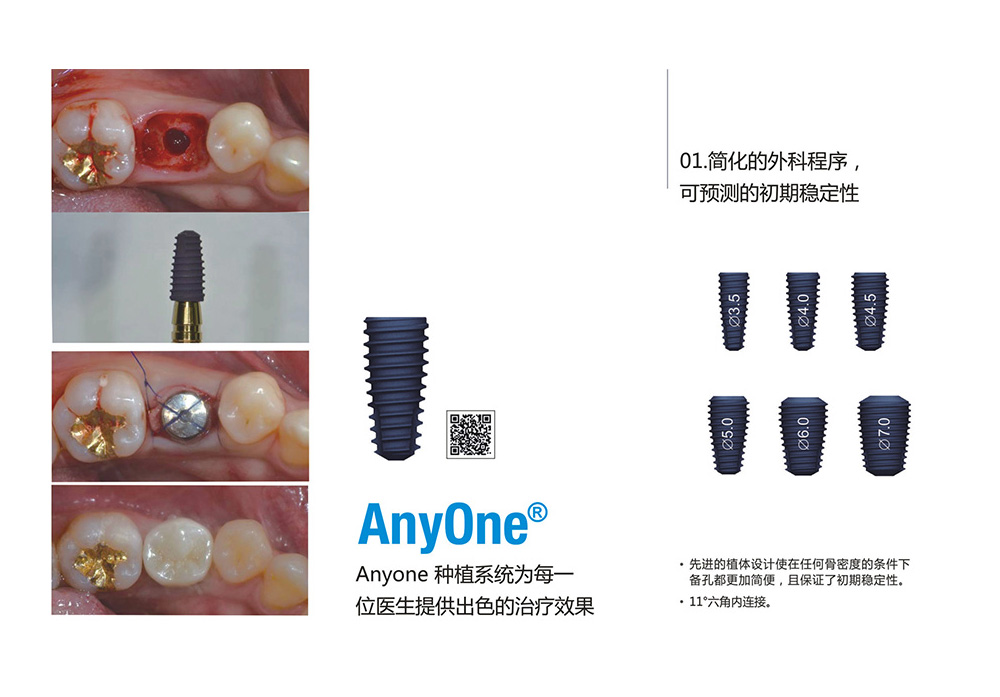 AnyOne®
Anyone 种植系统为每一
位医生提供出色的治疗效果
01.简化的外科程序，
可预测的初期稳定性
Ø3.5
Ø4.0
Ø4.5
Ø5.0
Ø6.0
Ø7.0
• 先进的植体设计使在任何骨密度的条件下
备孔都更加简便，且保证了初期稳定性。
• 11°六角内连接。